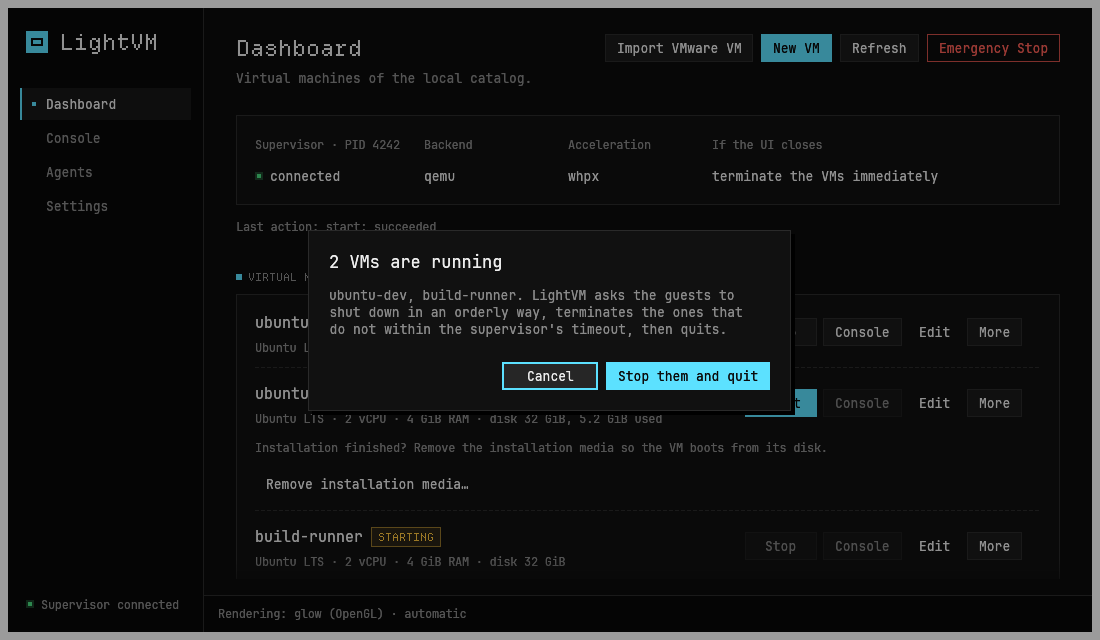 LightVM
Dashboard
Console
Agents
Settings
Supervisor connected
Dashboard
Virtual machines of the local catalog.
Import VMware VM
New VM
Refresh
Emergency Stop
Supervisor · PID 4242
Backend
Acceleration
If the UI closes
connected
qemu
whpx
terminate the VMs immediately
Last action: start: succeeded
VIRTUAL
2 VMs are running
ubuntu-dev, build-runner. LightVM asks the guests to
shut down in an orderly way, terminates the ones that
do not within the supervisor's timeout, then quits.
Cancel
Stop them and quit
ubuntu
Console
Edit
More
Ubuntu
ubuntu
Console
Edit
More
Ubuntu LTS · 2 vCPU · 4 GiB RAM · disk 32 GiB, 5.2 GiB used
Installation finished? Remove the installation media so the VM boots from its disk.
Remove installation media…
build-runner
STARTING
Stop
Console
Edit
More
Ubuntu LTS · 2 vCPU · 4 GiB RAM · disk 32 GiB
Rendering: glow (OpenGL) · automatic